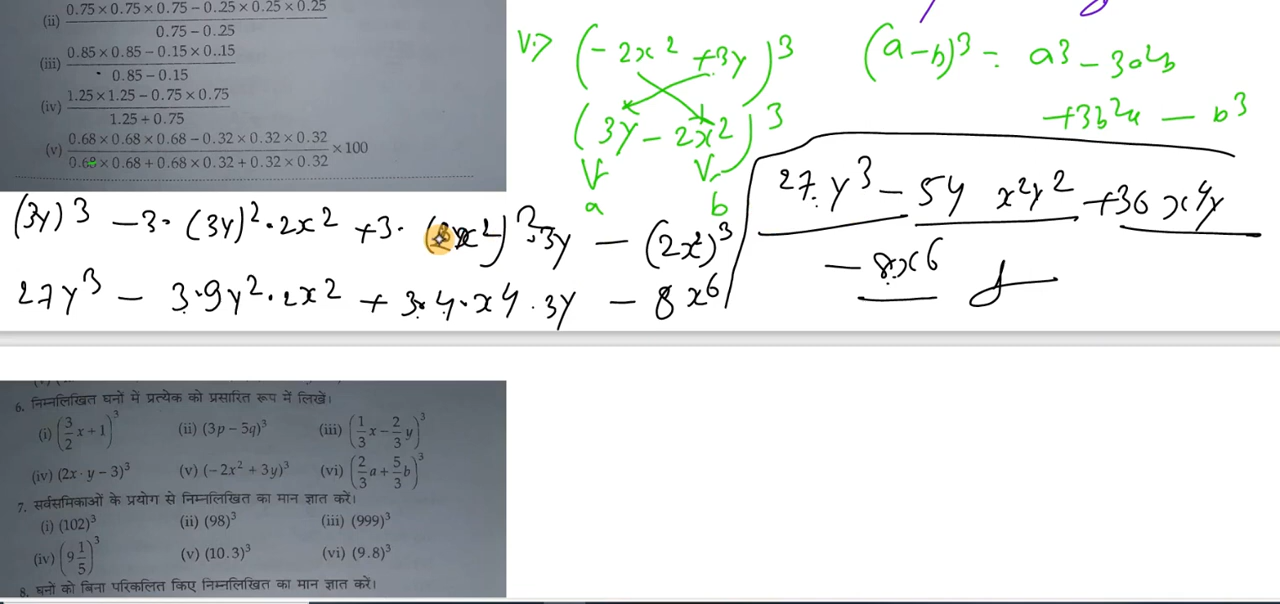 (ii) 0.75 × 0.75 × 0.75 − 0.25 × 0.25 × 0.25 / 0.75 − 0.25
(iii) 0.85 × 0.85 − 0.15 × 0.15 / 0.85 − 0.15
(iv) 1.25 × 1.25 − 0.75 × 0.75 / 1.25 + 0.75
(v) 0.68 × 0.68 × 0.68 − 0.32 × 0.32 × 0.32 / 0.68 × 0.68 + 0.68 × 0.32 + 0.32 × 0.32 × 100
V.> (-2x² + 3y)³
(3y - 2x²)³
a b
(a-b)³ = a³ - 3a²b
+3b²a - b³
(3y)³ - 3·(3y)²·2x² + 3·(2x²)²·3y - (2x²)³
27y³ - 3·9y²·2x² + 3·4·x⁴·3y - 8x⁶
27y³ - 54 x²y² + 36 x⁴y
- 8x⁶
6. निम्नलिखित घनों में प्रत्येक को प्रसारित रूप में लिखें।
(i) (3/2 x + 1)³ (ii) (3p − 5q)³ (iii) (1/3 x − 2/3 y)³
(iv) (2x · y − 3)³ (v) (− 2x² + 3y)³ (vi) (2/3 a + 5/3 b)³
7. सर्वसमिकाओं के प्रयोग से निम्नलिखित का मान ज्ञात करें।
(i) (102)³ (ii) (98)³ (iii) (999)³
(iv) (9 1/5)³ (v) (10.3)³ (vi) (9.8)³
8. घनों को बिना परिकलित किए निम्नलिखित का मान ज्ञात करें।